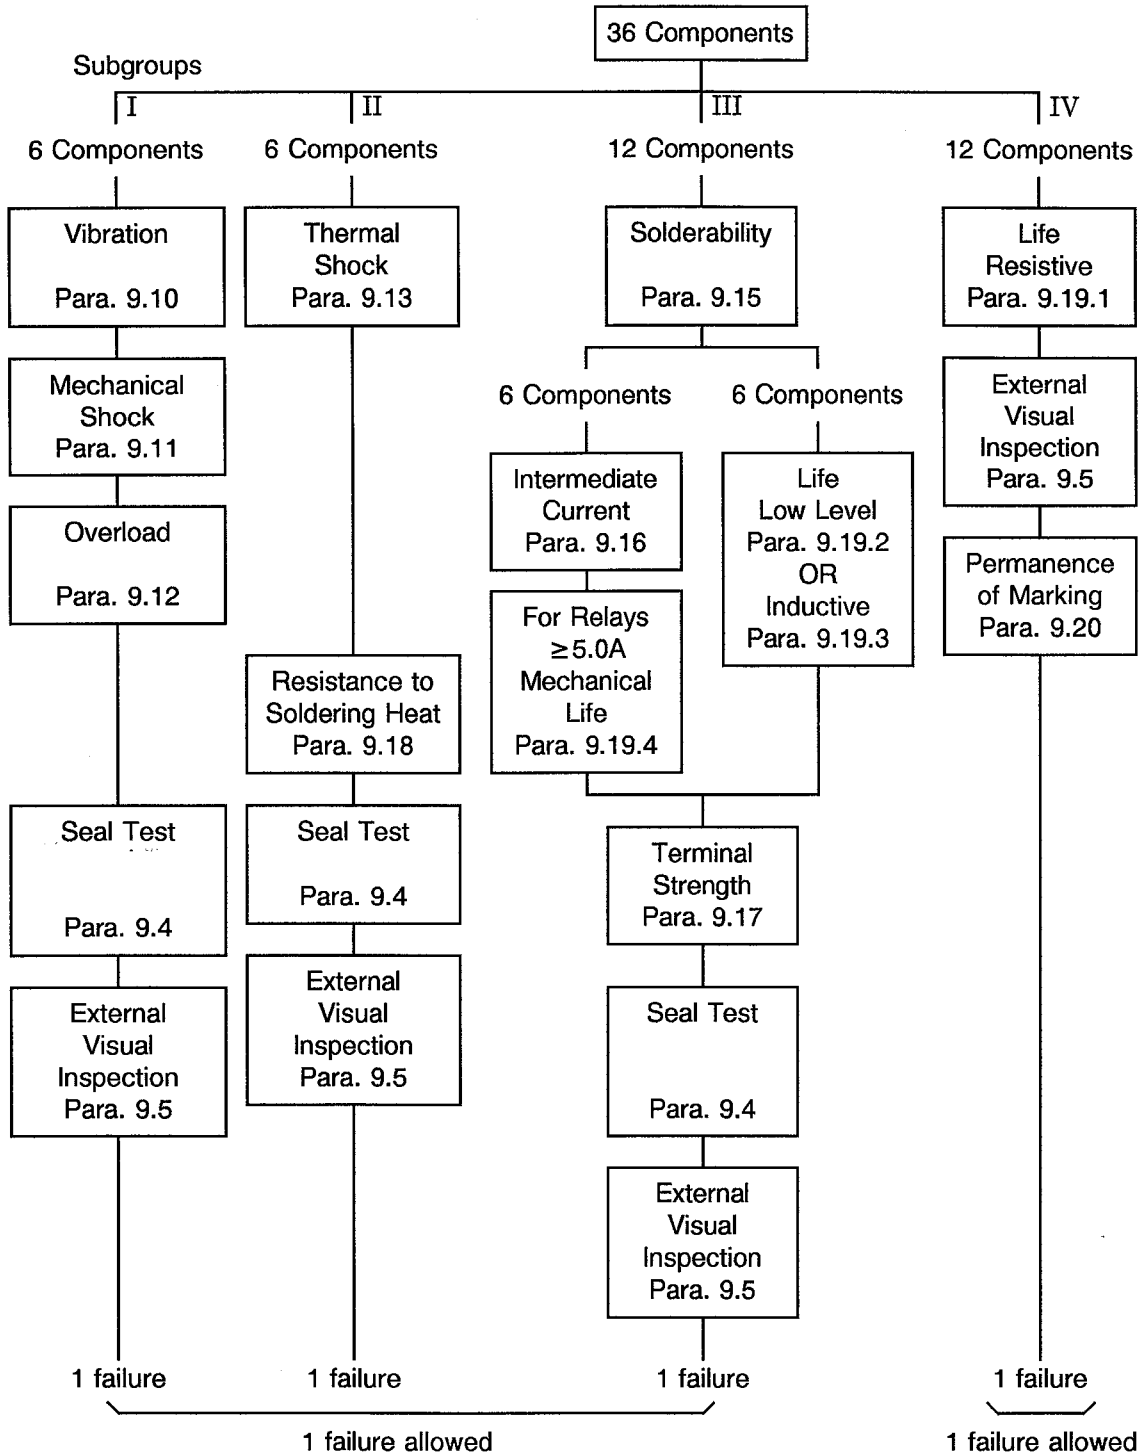 36 Components
Subgroups
I
II
III
IV
6 Components
6 Components
12 Components
12 Components
Vibration
Para. 9.10
Mechanical
Shock
Para. 9.11
Overload
Para. 9.12
Seal Test
Para. 9.4
External
Visual
Inspection
Para. 9.5
1 failure
Thermal
Shock
Para. 9.13
Resistance to
Soldering Heat
Para. 9.18
Seal Test
Para. 9.4
External
Visual
Inspection
Para. 9.5
1 failure
Solderability
Para. 9.15
6 Components
6 Components
Intermediate
Current
Para. 9.16
For Relays
≥5.0A
Mechanical
Life
Para. 9.19.4
Life
Low Level
Para. 9.19.2
OR
Inductive
Para. 9.19.3
Terminal
Strength
Para. 9.17
Seal Test
Para. 9.4
External
Visual
Inspection
Para. 9.5
1 failure
Life
Resistive
Para. 9.19.1
External
Visual
Inspection
Para. 9.5
Permanence
of Marking
Para. 9.20
1 failure
1 failure allowed
1 failure allowed